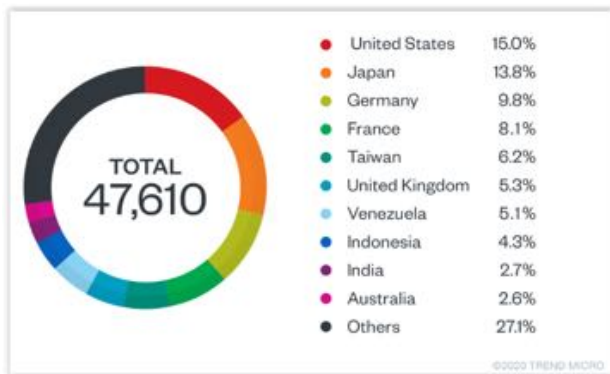 TOTAL
47,610
United States 15.0%
Japan 13.8%
Germany 9.8%
France 8.1%
Taiwan 6.2%
United Kingdom 5.3%
Venezuela 5.1%
Indonesia 4.3%
India 2.7%
Australia 2.6%
Others 27.1%
©2020 TREND MICRO